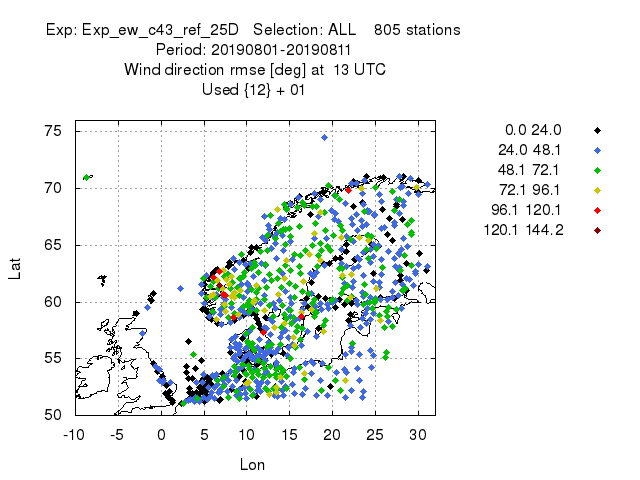 Exp: Exp_ew_c43_ref_25D   Selection: ALL    805 stations
Period: 20190801-20190811
Wind direction rmse [deg] at  13 UTC
Used {12} + 01
0.0 24.0
24.0 48.1
48.1 72.1
72.1 96.1
96.1 120.1
120.1 144.2
75
70
65
60
55
50
Lat
-10 -5 0 5 10 15 20 25 30
Lon